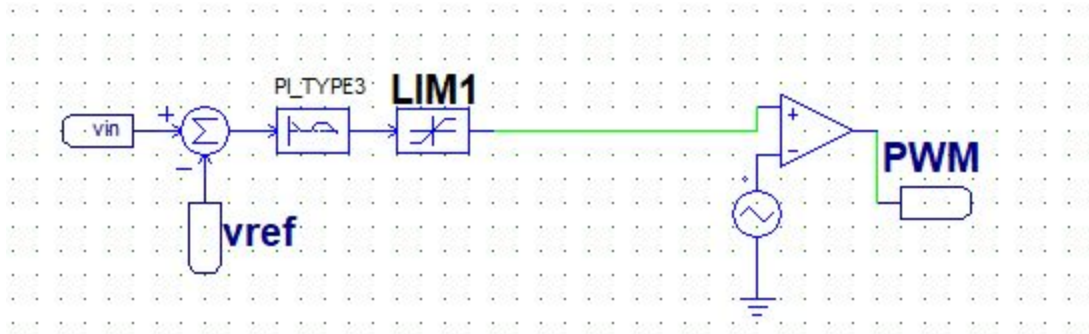 PI_TYPE3
LIM1
vin
+
Σ
−
vref
+
−
PWM